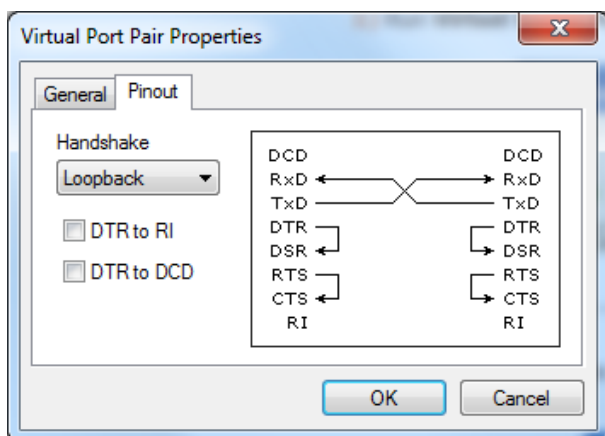 Virtual Port Pair Properties
General Pinout
Handshake
Loopback
DTR to RI
DTR to DCD
DCD DCD
RxD RxD
TxD TxD
DTR DTR
DSR DSR
RTS RTS
CTS CTS
RI RI
OK Cancel